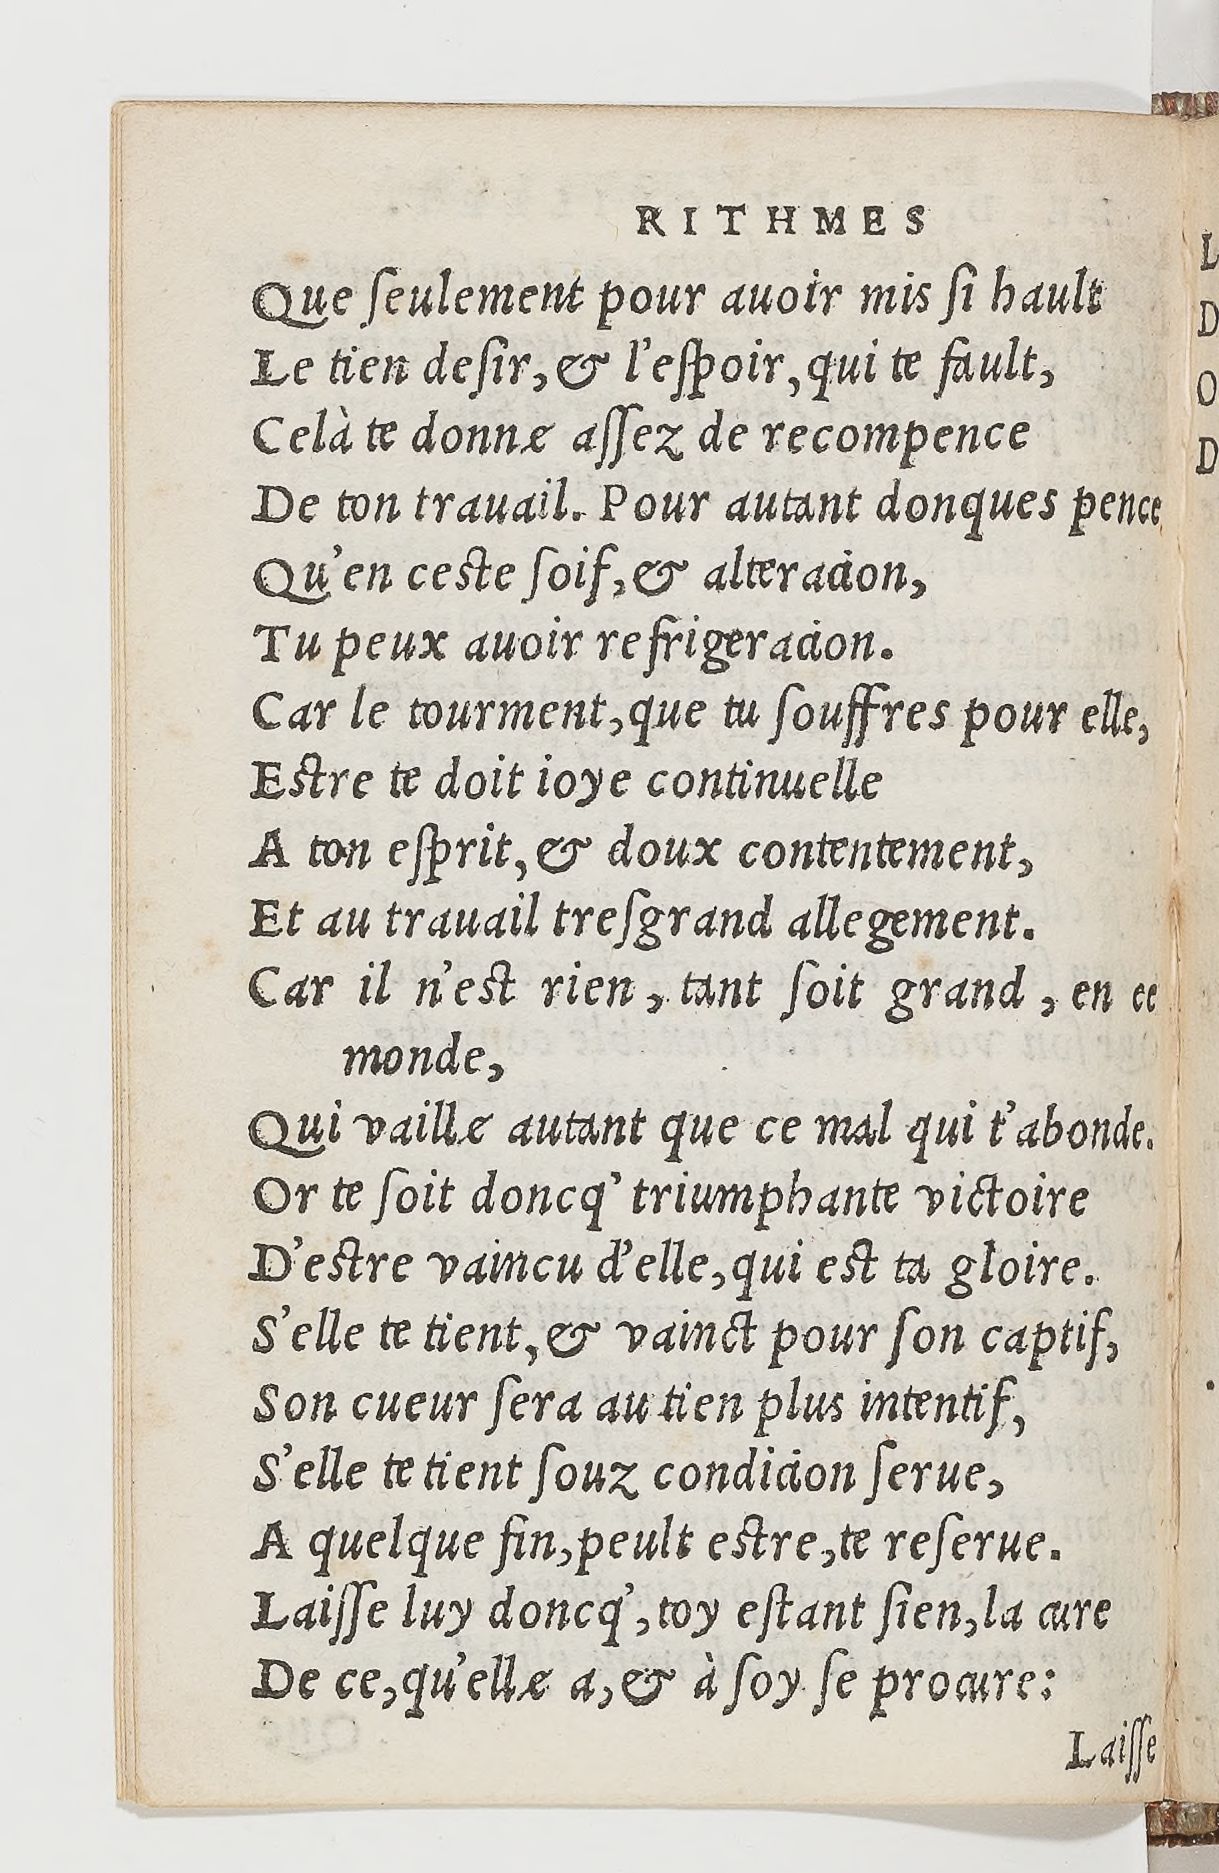 RITHMES
Que ſeulement pour auoir mis ſi hault
Le tien deſir, & l'eſpoir, qui te fault,
Celà te donne aſſez de recompence
De ton trauail. Pour autant donques pence
Qu'en ceſte ſoif, & alteracion,
Tu peux auoir refrigeracion.
Car le tourment, que tu ſouffres pour elle,
Eſtre te doit ioye continuelle
A ton eſprit, & doux contentement,
Et au trauail treſgrand allegement.
Car il n'eſt rien, tant ſoit grand, en ce
monde,
Qui vaille autant que ce mal qui t'abonde.
Or te ſoit doncq' triumphante victoire
D'eſtre vaincu d'elle, qui eſt ta gloire.
S'elle te tient, & vainct pour ſon captif,
Son cueur ſera au tien plus intentif,
S'elle te tient ſouz condicion ſerue,
A quelque fin, peult eſtre, te reſerue.
Laiſſe luy doncq', toy eſtant ſien, la cure
De ce, qu'elle a, & à ſoy ſe procure:
Laiſſe
L
D
O
D